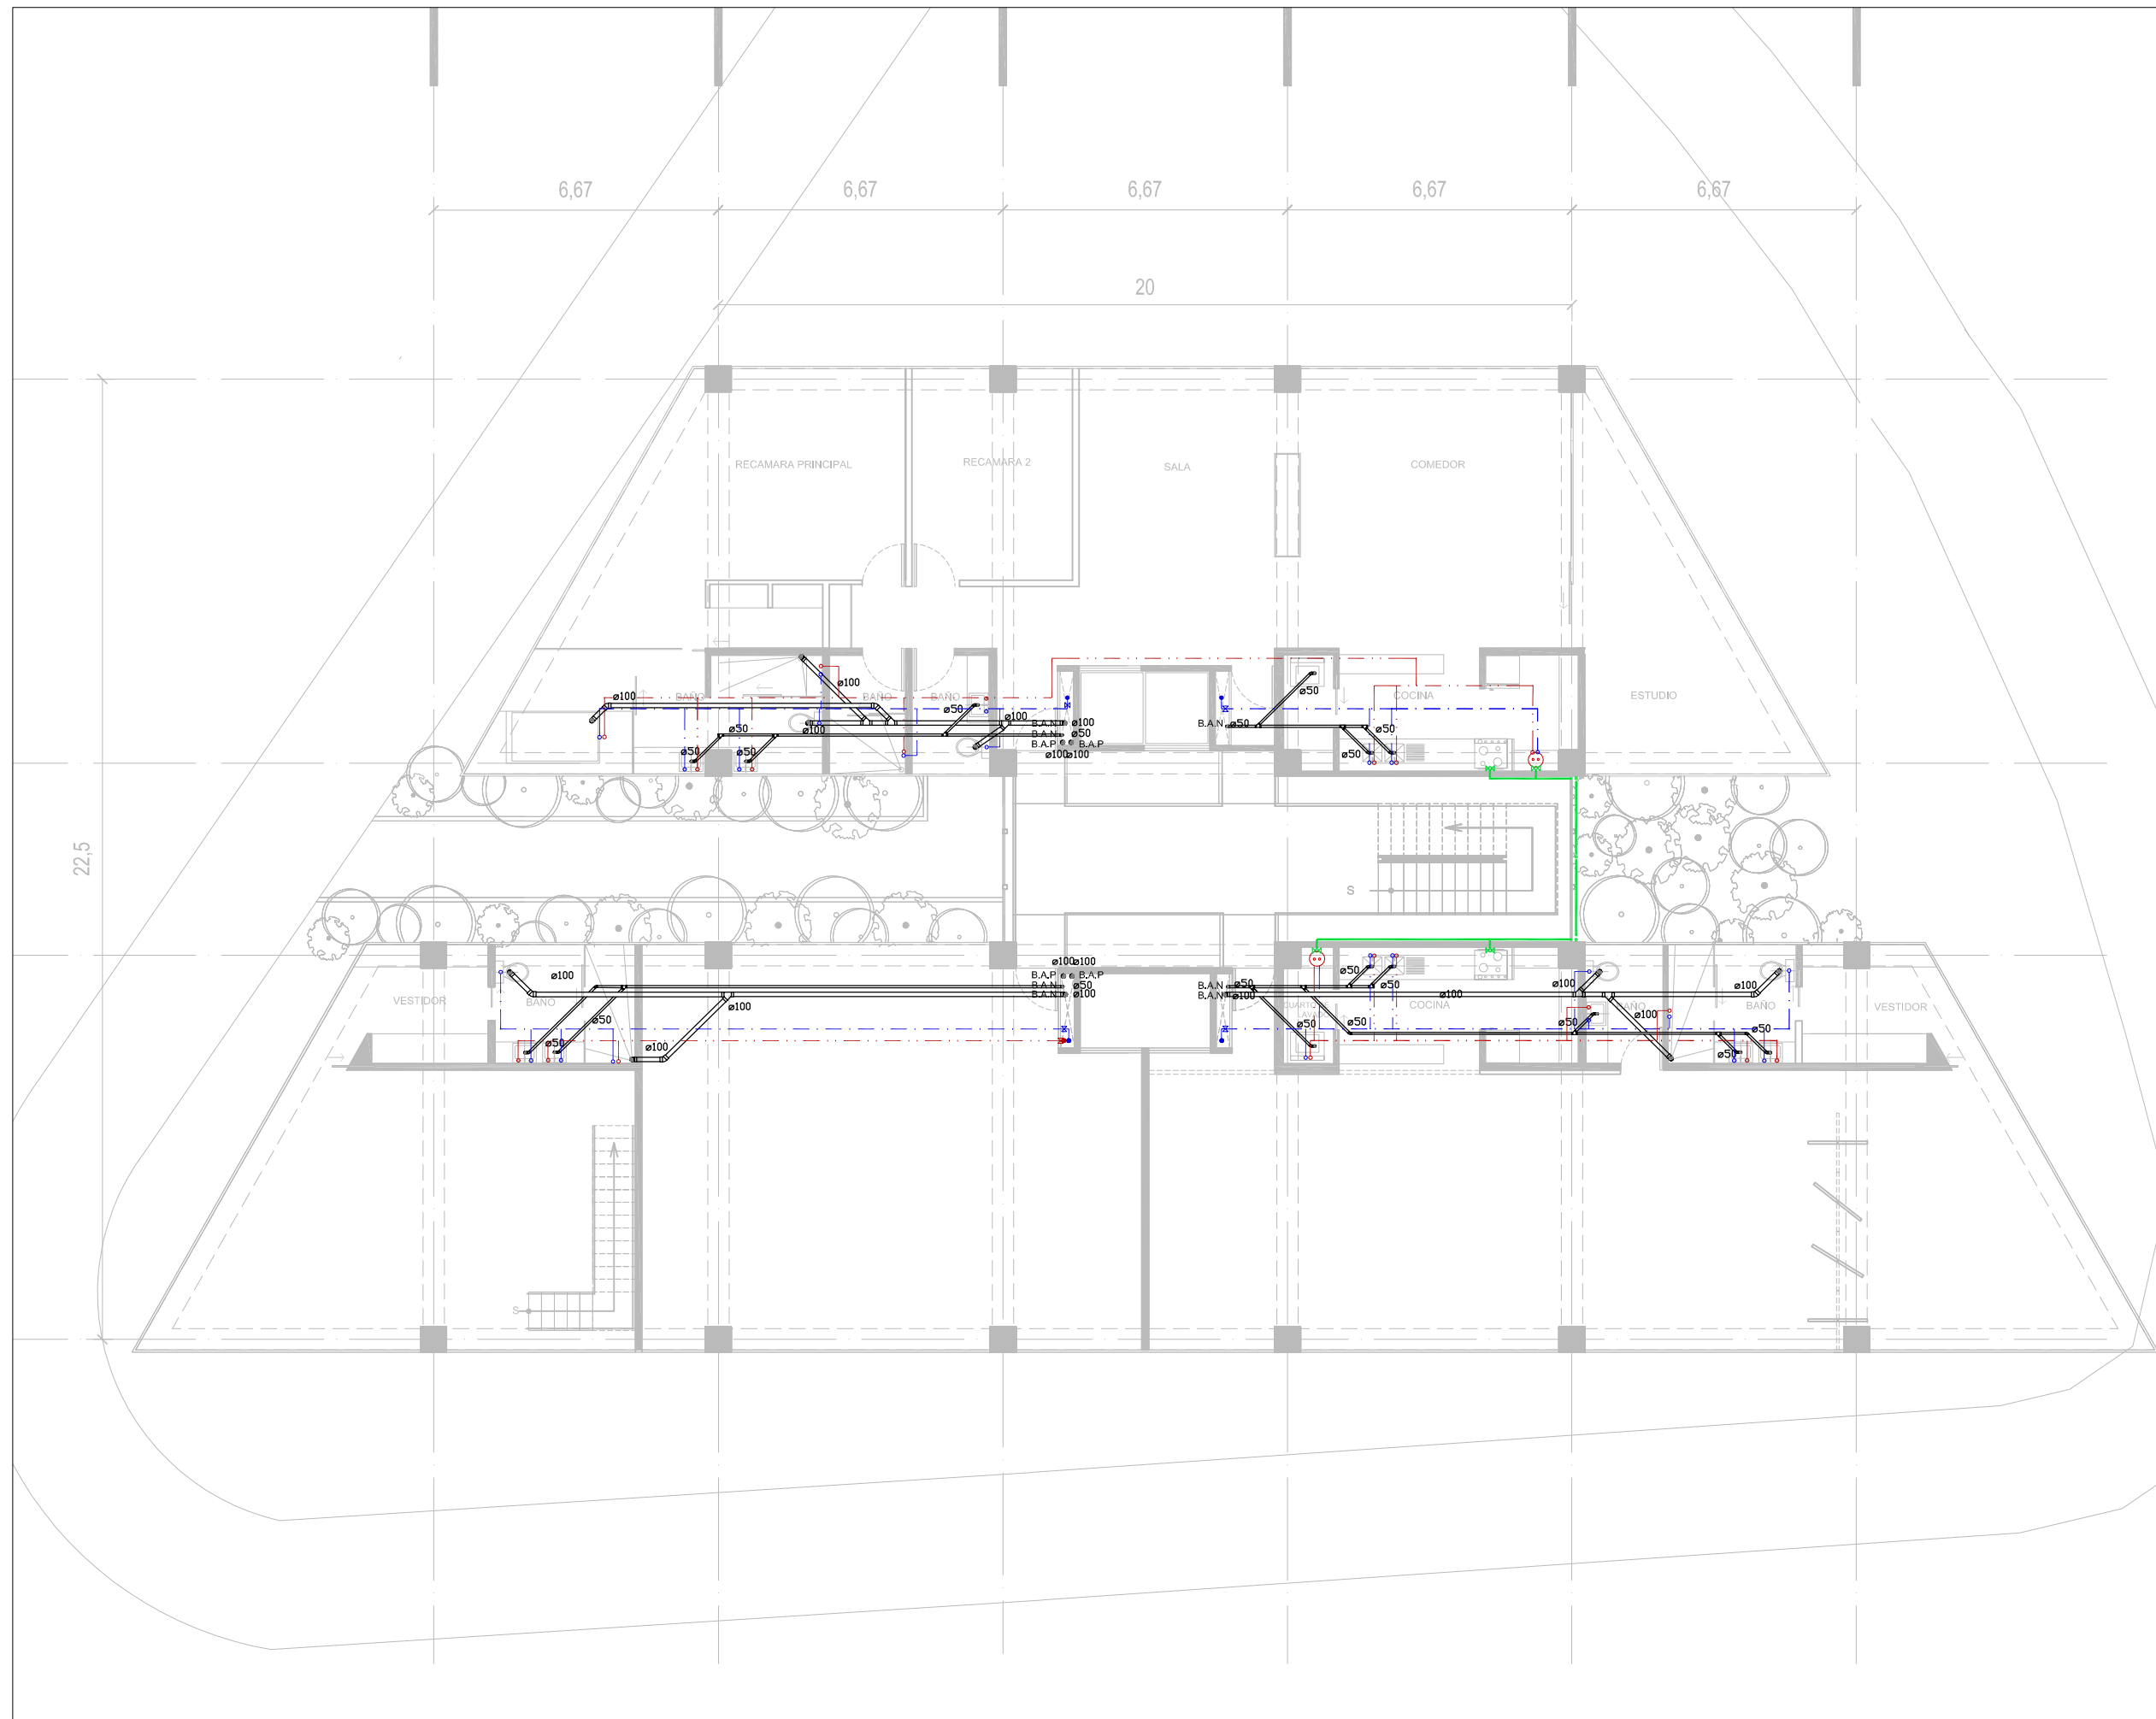 6,67 6,67 6,67 6,67 6,67
20
22,5
RECAMARA PRINCIPAL
RECAMARA 2
SALA
COMEDOR
ø100 BAÑO ø100 BAÑO BAÑO ø50 ø100
ø50 COCINA ESTUDIO
ø50 ø100 B.A.N ø100
B.A.N ø50
B.A.P B.A.P
ø100 ø100
B.A.N ø50 ø50
ø50 ø50 ø50
S
ø100 ø100
B.A.P B.A.P
B.A.N ø50
B.A.N ø100
VESTIDOR BAÑO ø100 ø100
ø50 ø50 ø100
B.A.N ø50
B.A.N ø100
ø50 ø50 ø100 COCINA ø100 BAÑO ø100 ø100 BAÑO VESTIDOR
ø50 ø50 ø50 ø50 ø50
S